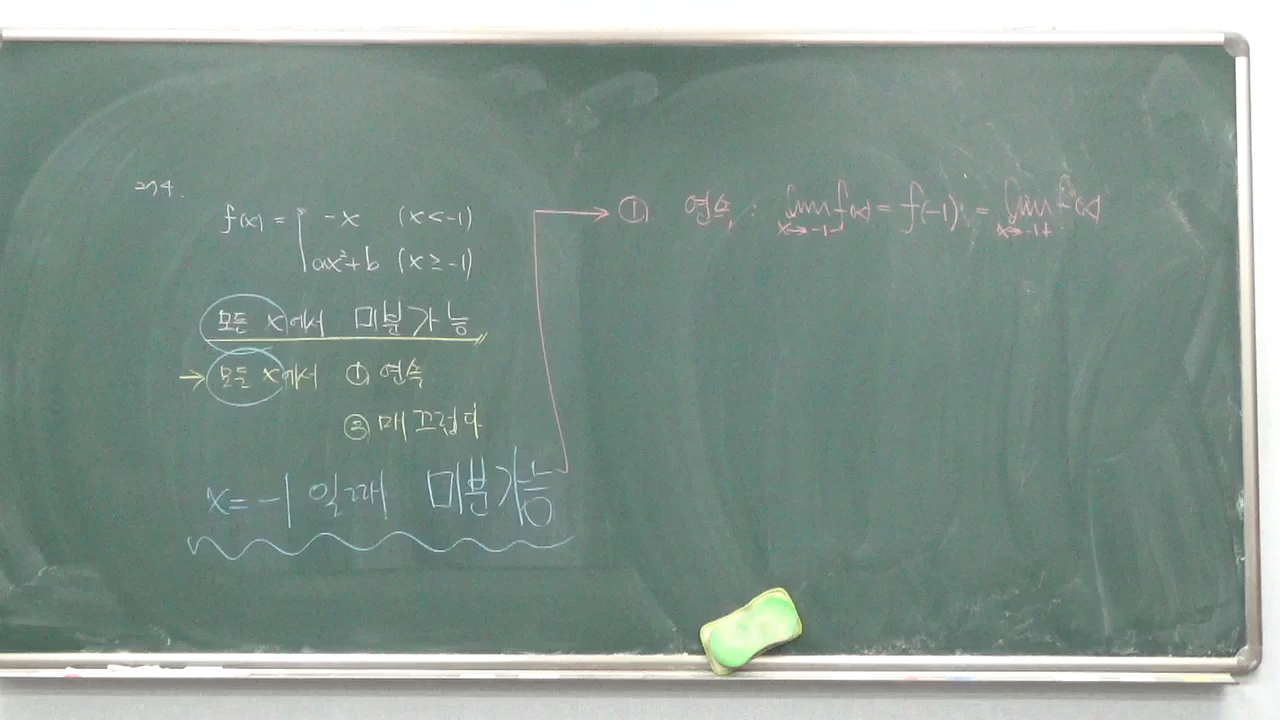 274.
f(x) = { -x (x < -1)
ax²+b (x ≥ -1)
모든 x에서 미분가능
→ 모든 x에서 ① 연속
② 매끄럽다
x = -1 일때 미분가능
① 연속: lim x→-1- f(x) = f(-1) = lim x→-1+ f(x)